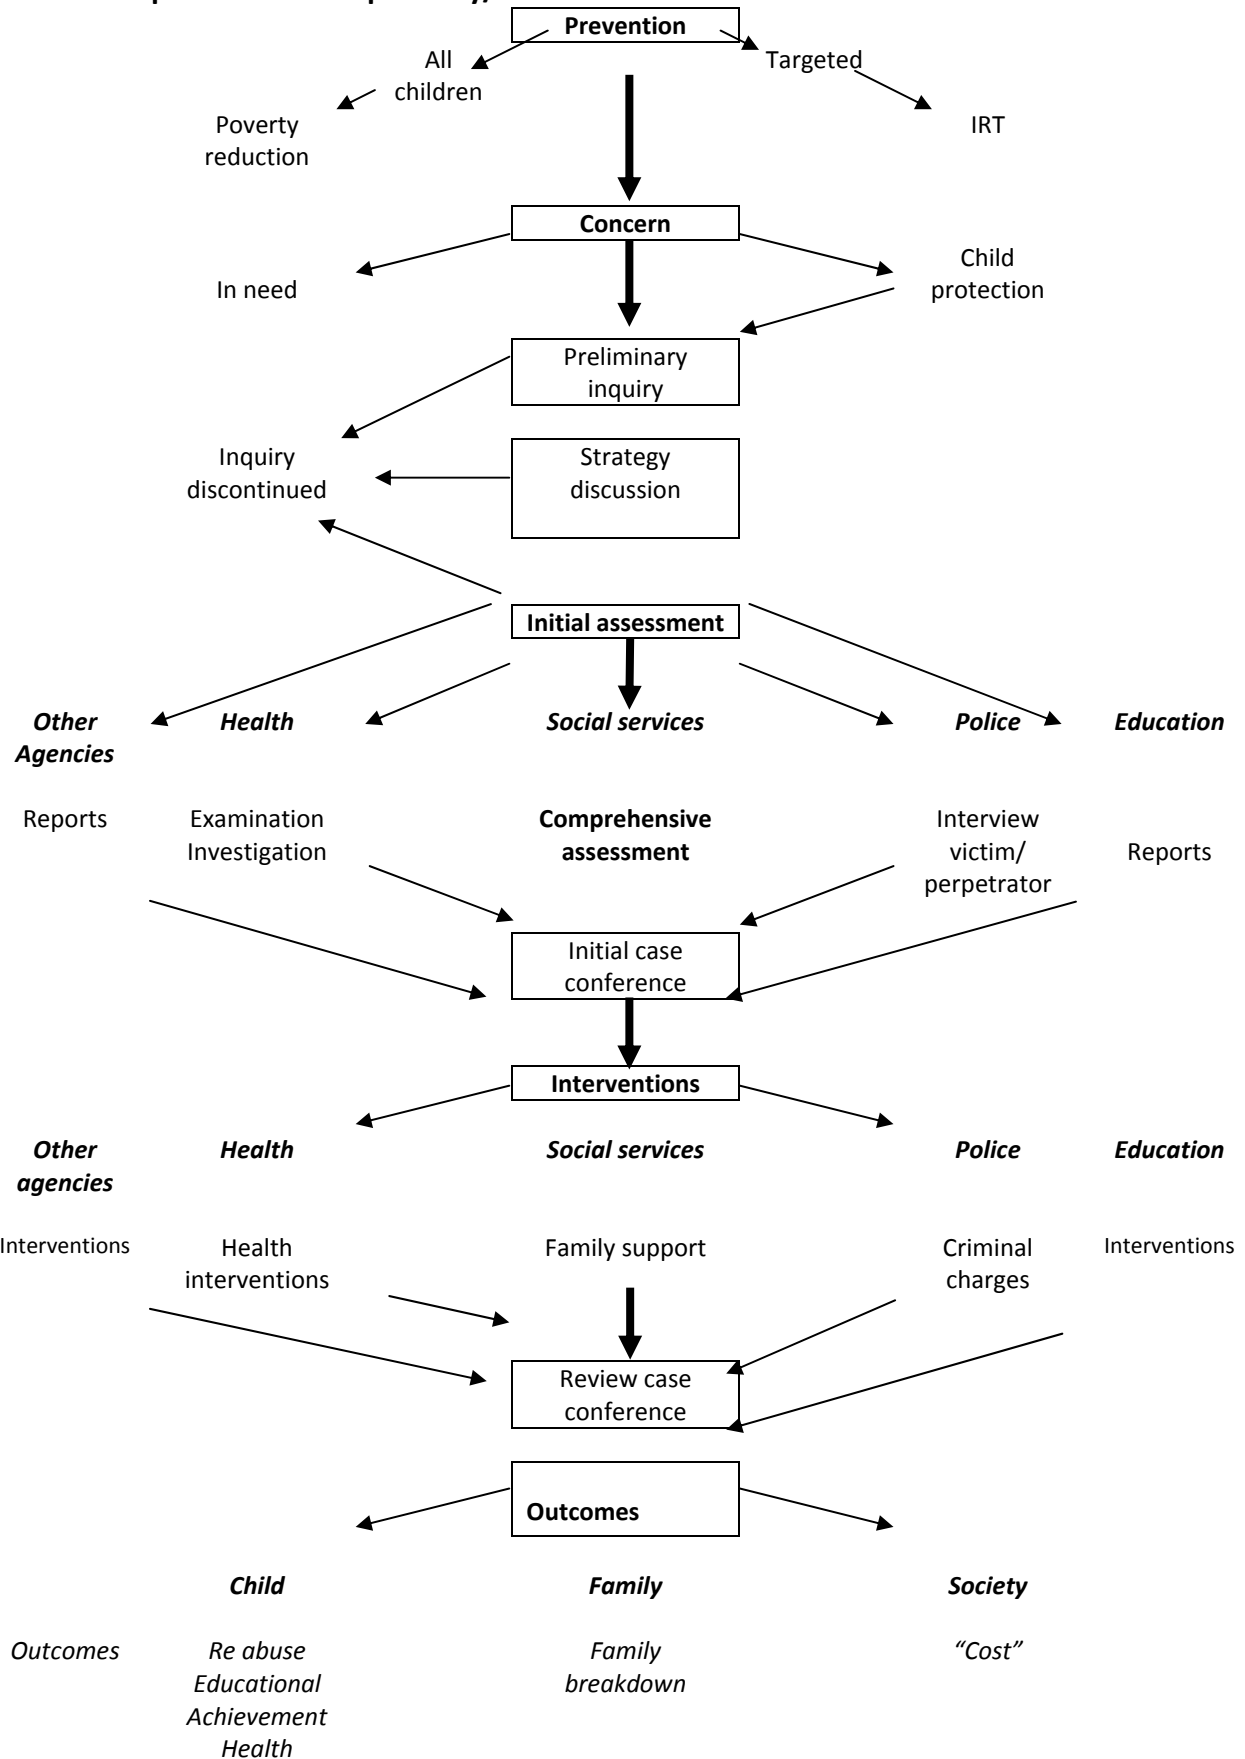 Prevention
All
children
Targeted
Poverty
reduction
IRT
Concern
In need
Child
protection
Preliminary
inquiry
Inquiry
discontinued
Strategy
discussion
Initial assessment
Other
Agencies
Health
Social services
Police
Education
Reports
Examination
Investigation
Comprehensive
assessment
Interview
victim/
perpetrator
Reports
Initial case
conference
Interventions
Other
agencies
Health
Social services
Police
Education
Interventions
Health
interventions
Family support
Criminal
charges
Interventions
Review case
conference
Outcomes
Child
Family
Society
Outcomes
Re abuse
Educational
Achievement
Health
Family
breakdown
“Cost”